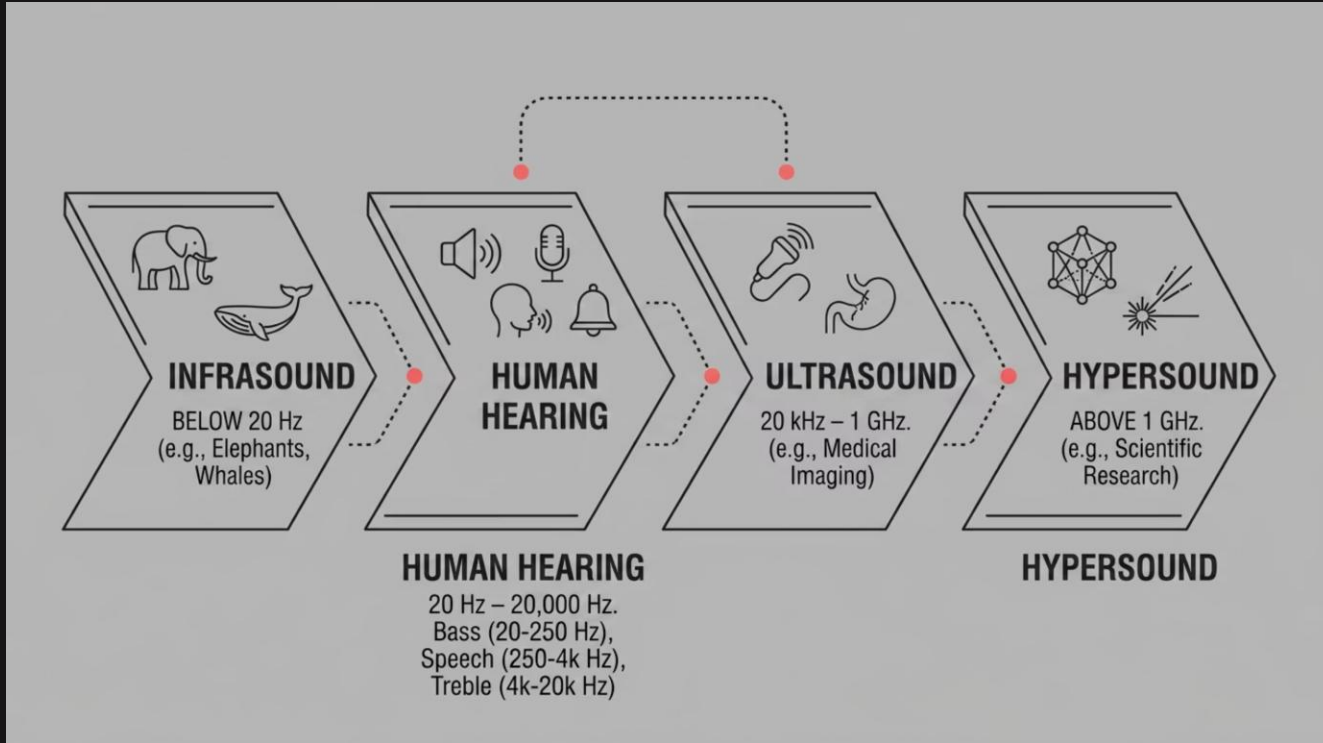 INFRASOUND
BELOW 20 Hz
(e.g., Elephants,
Whales)
HUMAN
HEARING
ULTRASOUND
20 kHz – 1 GHz.
(e.g., Medical
Imaging)
HYPERSOUND
ABOVE 1 GHz.
(e.g., Scientific
Research)
HUMAN HEARING
20 Hz – 20,000 Hz.
Bass (20-250 Hz),
Speech (250-4k Hz),
Treble (4k-20k Hz)
HYPERSOUND